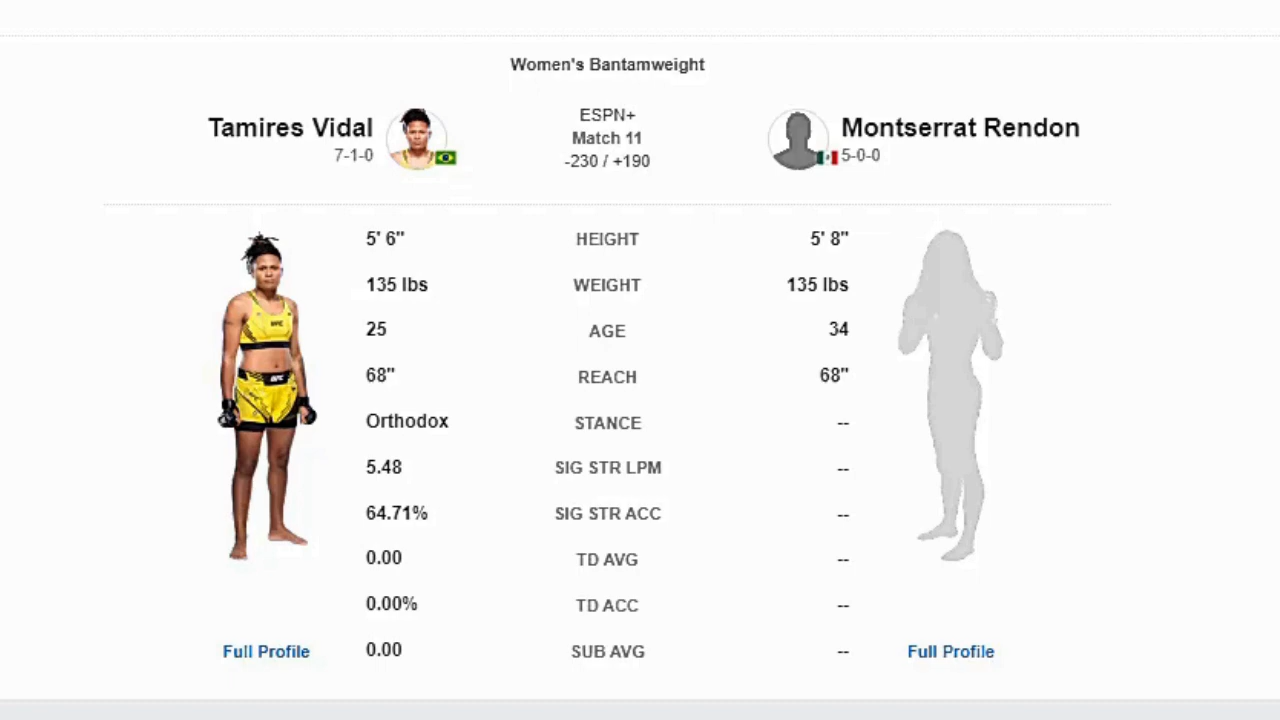 Women's Bantamweight
Tamires Vidal
7-1-0
ESPN+
Match 11
-230 / +190
Montserrat Rendon
5-0-0
5' 6" HEIGHT 5' 8"
135 lbs WEIGHT 135 lbs
25 AGE 34
68" REACH 68"
Orthodox STANCE --
5.48 SIG STR LPM --
64.71% SIG STR ACC --
0.00 TD AVG --
0.00% TD ACC --
Full Profile 0.00 SUB AVG -- Full Profile
UFC
UFC